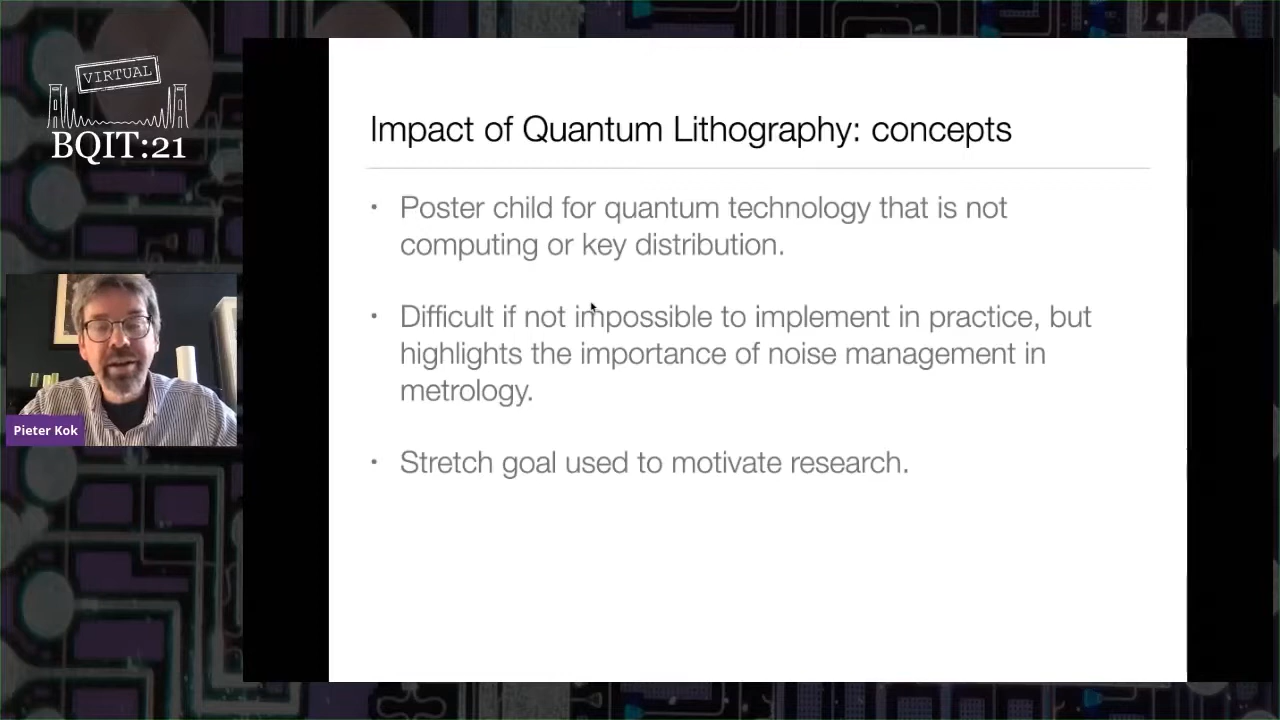 VIRTUAL
BQIT:21
Impact of Quantum Lithography: concepts
• Poster child for quantum technology that is not
computing or key distribution.
• Difficult if not impossible to implement in practice, but
highlights the importance of noise management in
metrology.
• Stretch goal used to motivate research.
Pieter Kok